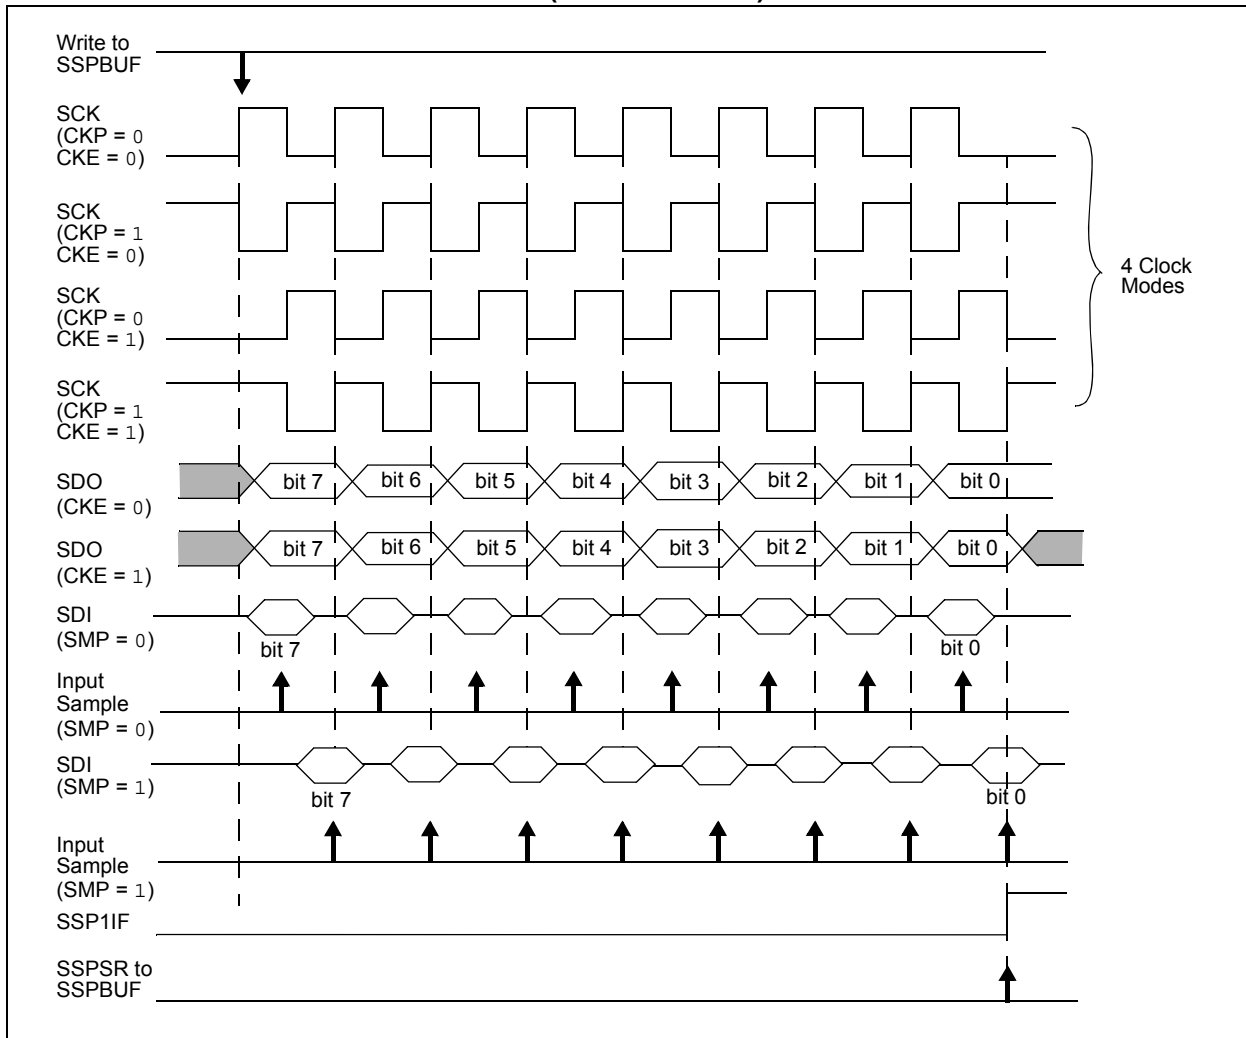 Write to
SSPBUF
SCK
(CKP = 0
CKE = 0)
SCK
(CKP = 1
CKE = 0)
4 Clock
Modes
SCK
(CKP = 0
CKE = 1)
SCK
(CKP = 1
CKE = 1)
SDO
(CKE = 0)
bit 7 bit 6 bit 5 bit 4 bit 3 bit 2 bit 1 bit 0
SDO
(CKE = 1)
bit 7 bit 6 bit 5 bit 4 bit 3 bit 2 bit 1 bit 0
SDI
(SMP = 0)
bit 7 bit 0
Input
Sample
(SMP = 0)
SDI
(SMP = 1)
bit 7 bit 0
Input
Sample
(SMP = 1)
SSP1IF
SSPSR to
SSPBUF